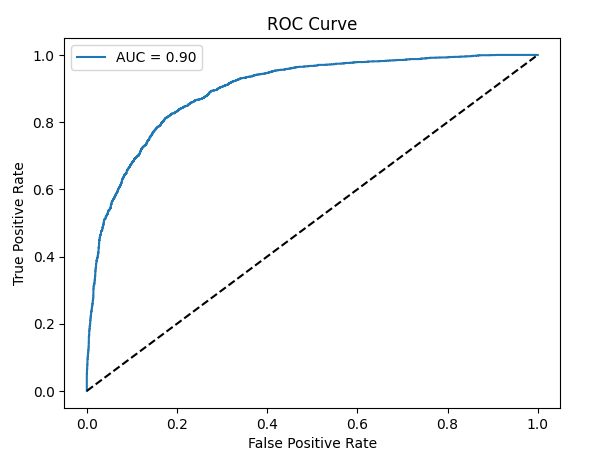 ROC Curve
AUC = 0.90
True Positive Rate
1.0
0.8
0.6
0.4
0.2
0.0
0.0 0.2 0.4 0.6 0.8 1.0
False Positive Rate